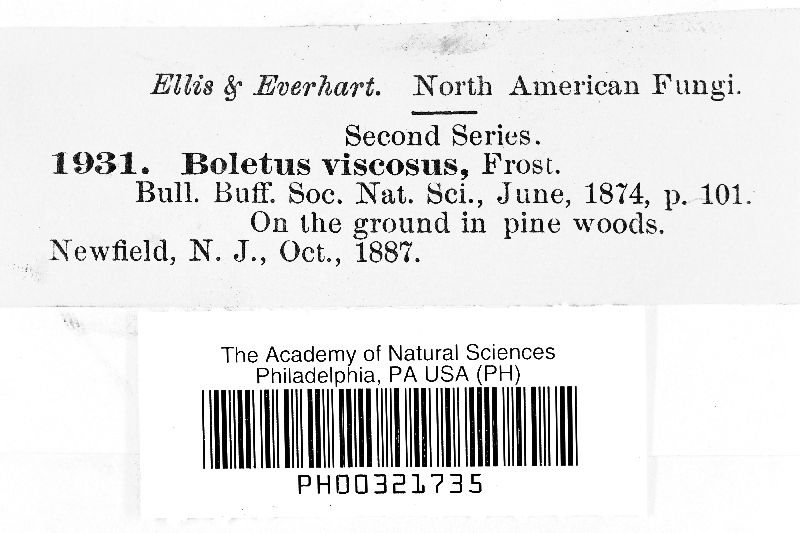 Ellis & Everhart. North American Fungi.
Second Series.
1931. Boletus viscosus, Frost.
Bull. Buff. Soc. Nat. Sci., June, 1874, p. 101.
On the ground in pine woods.
Newfield, N. J., Oct., 1887.
The Academy of Natural Sciences
Philadelphia, PA USA (PH)
PH00321735